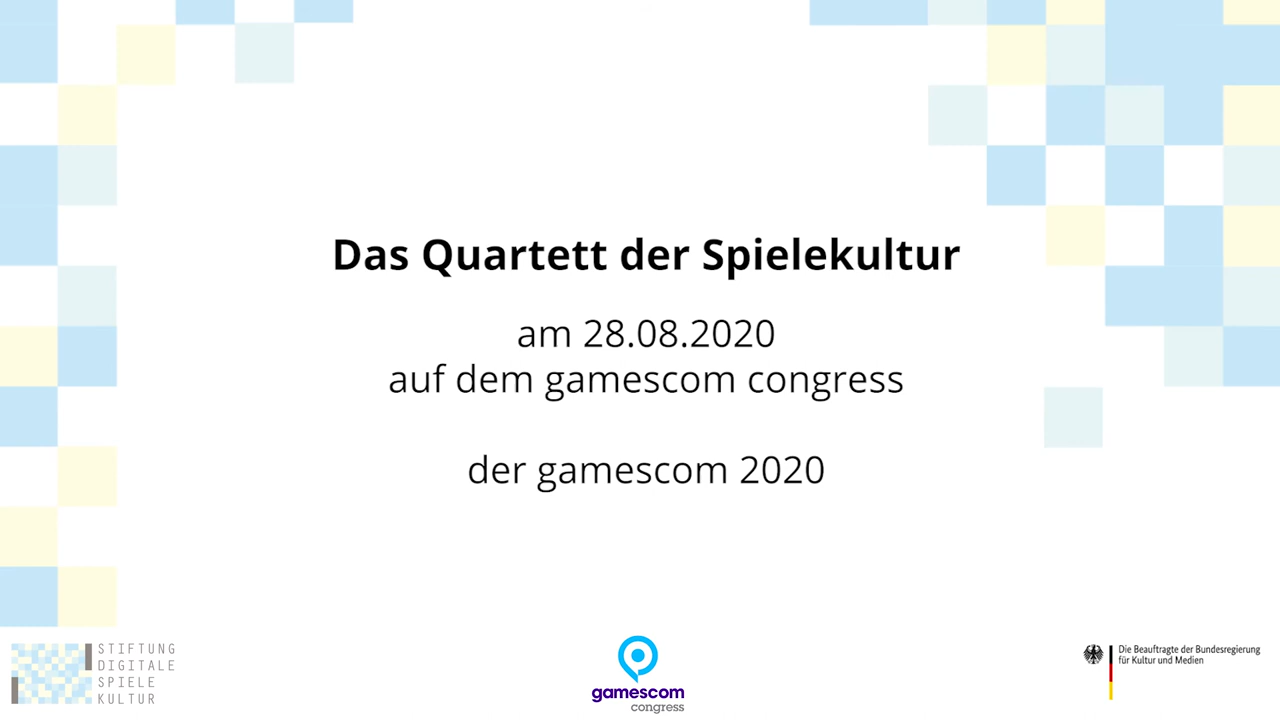 Das Quartett der Spielekultur
am 28.08.2020
auf dem gamescom congress
der gamescom 2020
STIFTUNG
DIGITALE
SPIELE
KULTUR
gamescom
congress
Die Beauftragte der Bundesregierung
für Kultur und Medien